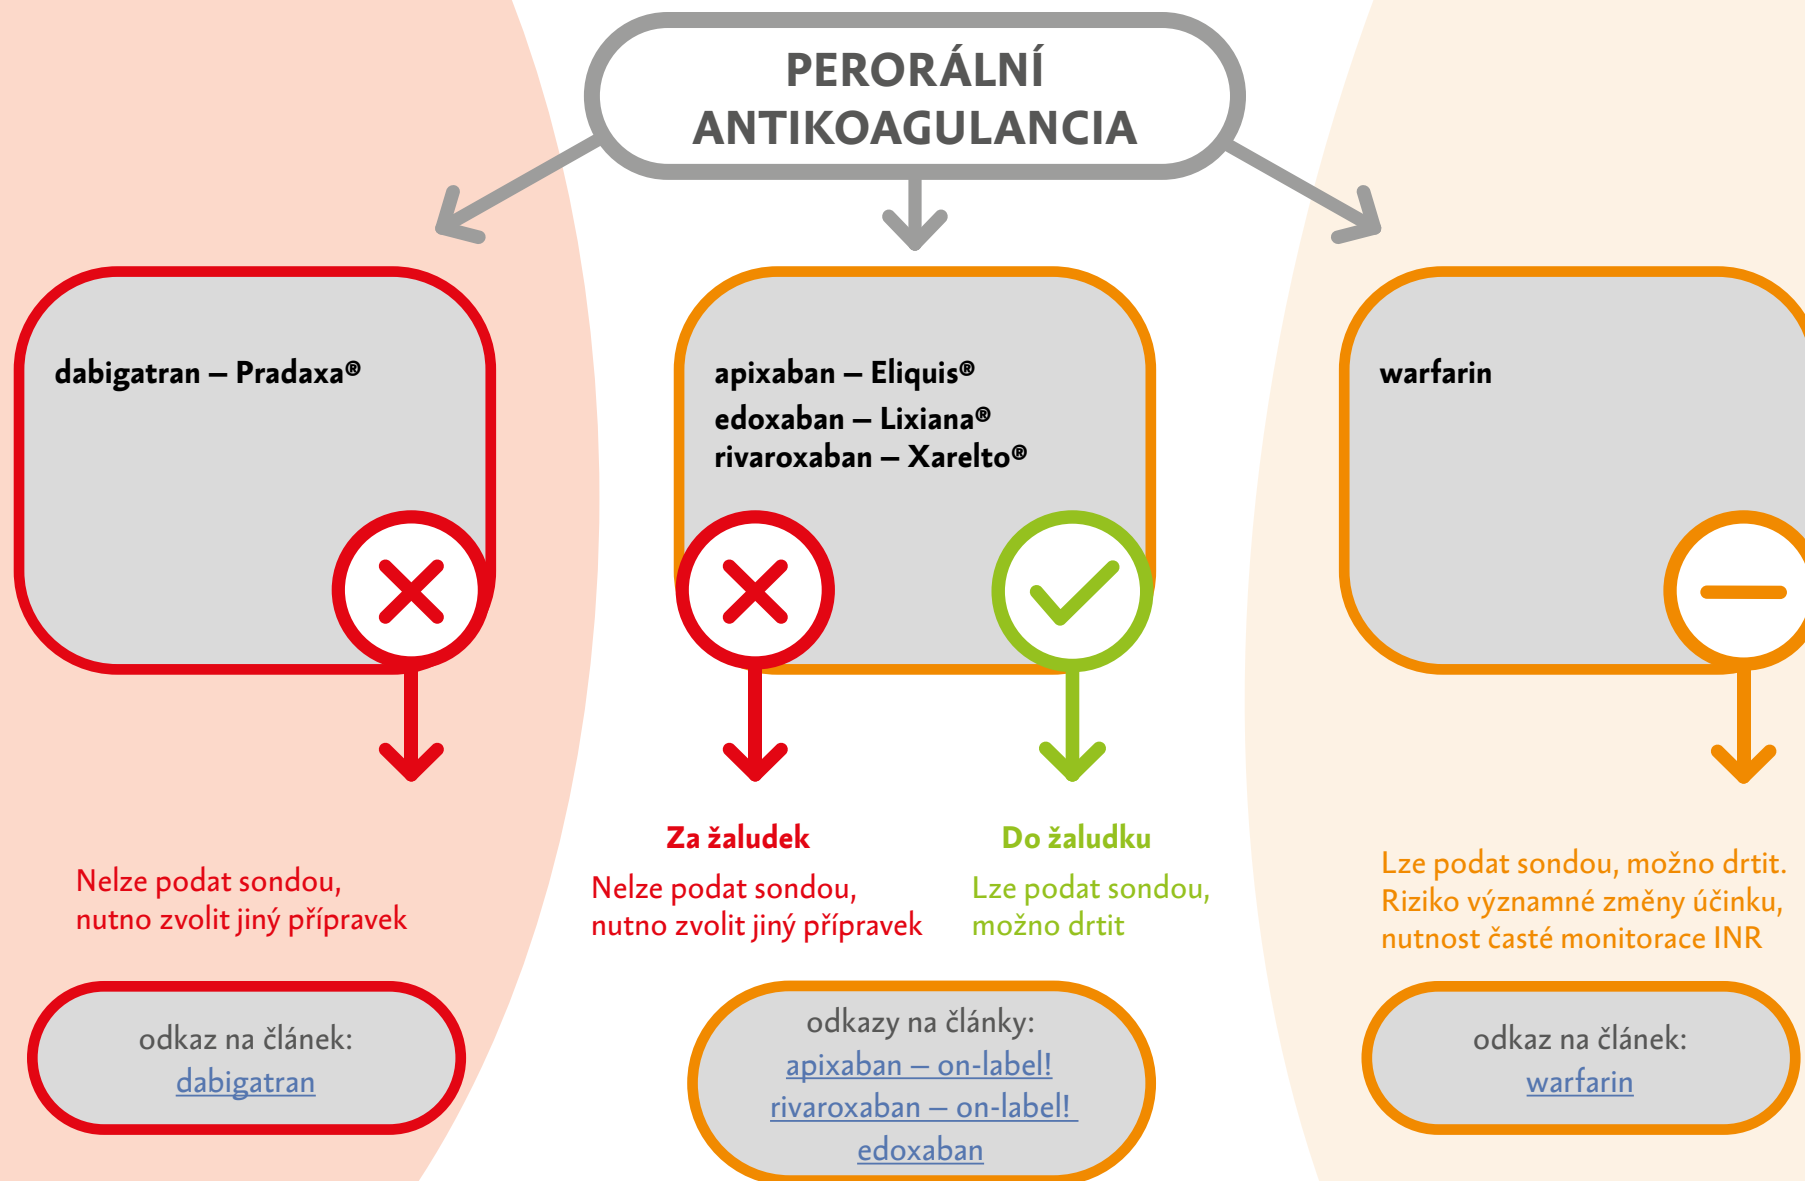 PERORÁLNÍ
ANTIKOAGULANCIA
dabigatran – Pradaxa®
apixaban – Eliquis®
edoxaban – Lixiana®
rivaroxaban – Xarelto®
warfarin
Nelze podat sondou,
nutno zvolit jiný přípravek
Za žaludek
Nelze podat sondou,
nutno zvolit jiný přípravek
Do žaludku
Lze podat sondou,
možno drtit
Lze podat sondou, možno drtit.
Riziko významné změny účinku,
nutnost časté monitorace INR
odkaz na článek:
dabigatran
odkazy na články:
apixaban – on-label!
rivaroxaban – on-label!
edoxaban
odkaz na článek:
warfarin